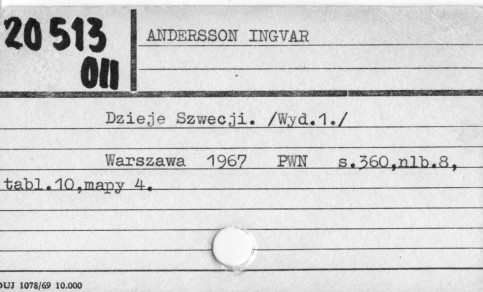 20 513
011
ANDERSSON INGVAR
Dzieje Szwecji. /Wyd.1./
Warszawa 1967 PWN s.360,nlb.8,
tabl.10,mapy 4.
DUJ 1078/69 10.000